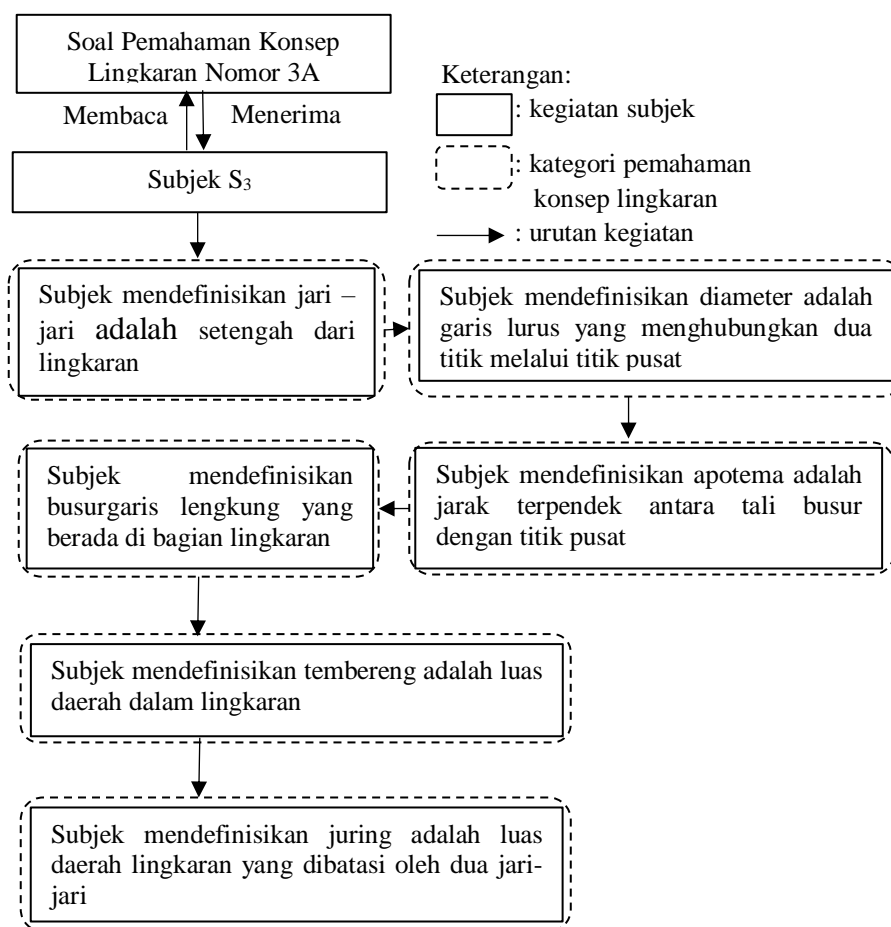 Soal Pemahaman Konsep
Lingkaran Nomor 3A
Membaca
Menerima
Subjek S₃
Keterangan:
: kegiatan subjek
: kategori pemahaman
konsep lingkaran
: urutan kegiatan
Subjek mendefinisikan jari –
jari adalah setengah dari
lingkaran
Subjek mendefinisikan diameter adalah
garis lurus yang menghubungkan dua
titik melalui titik pusat
Subjek mendefinisikan apotema adalah
jarak terpendek antara tali busur
dengan titik pusat
Subjek mendefinisikan
busurgaris lengkung yang
berada di bagian lingkaran
Subjek mendefinisikan tembereng adalah luas
daerah dalam lingkaran
Subjek mendefinisikan juring adalah luas
daerah lingkaran yang dibatasi oleh dua jari-
jari